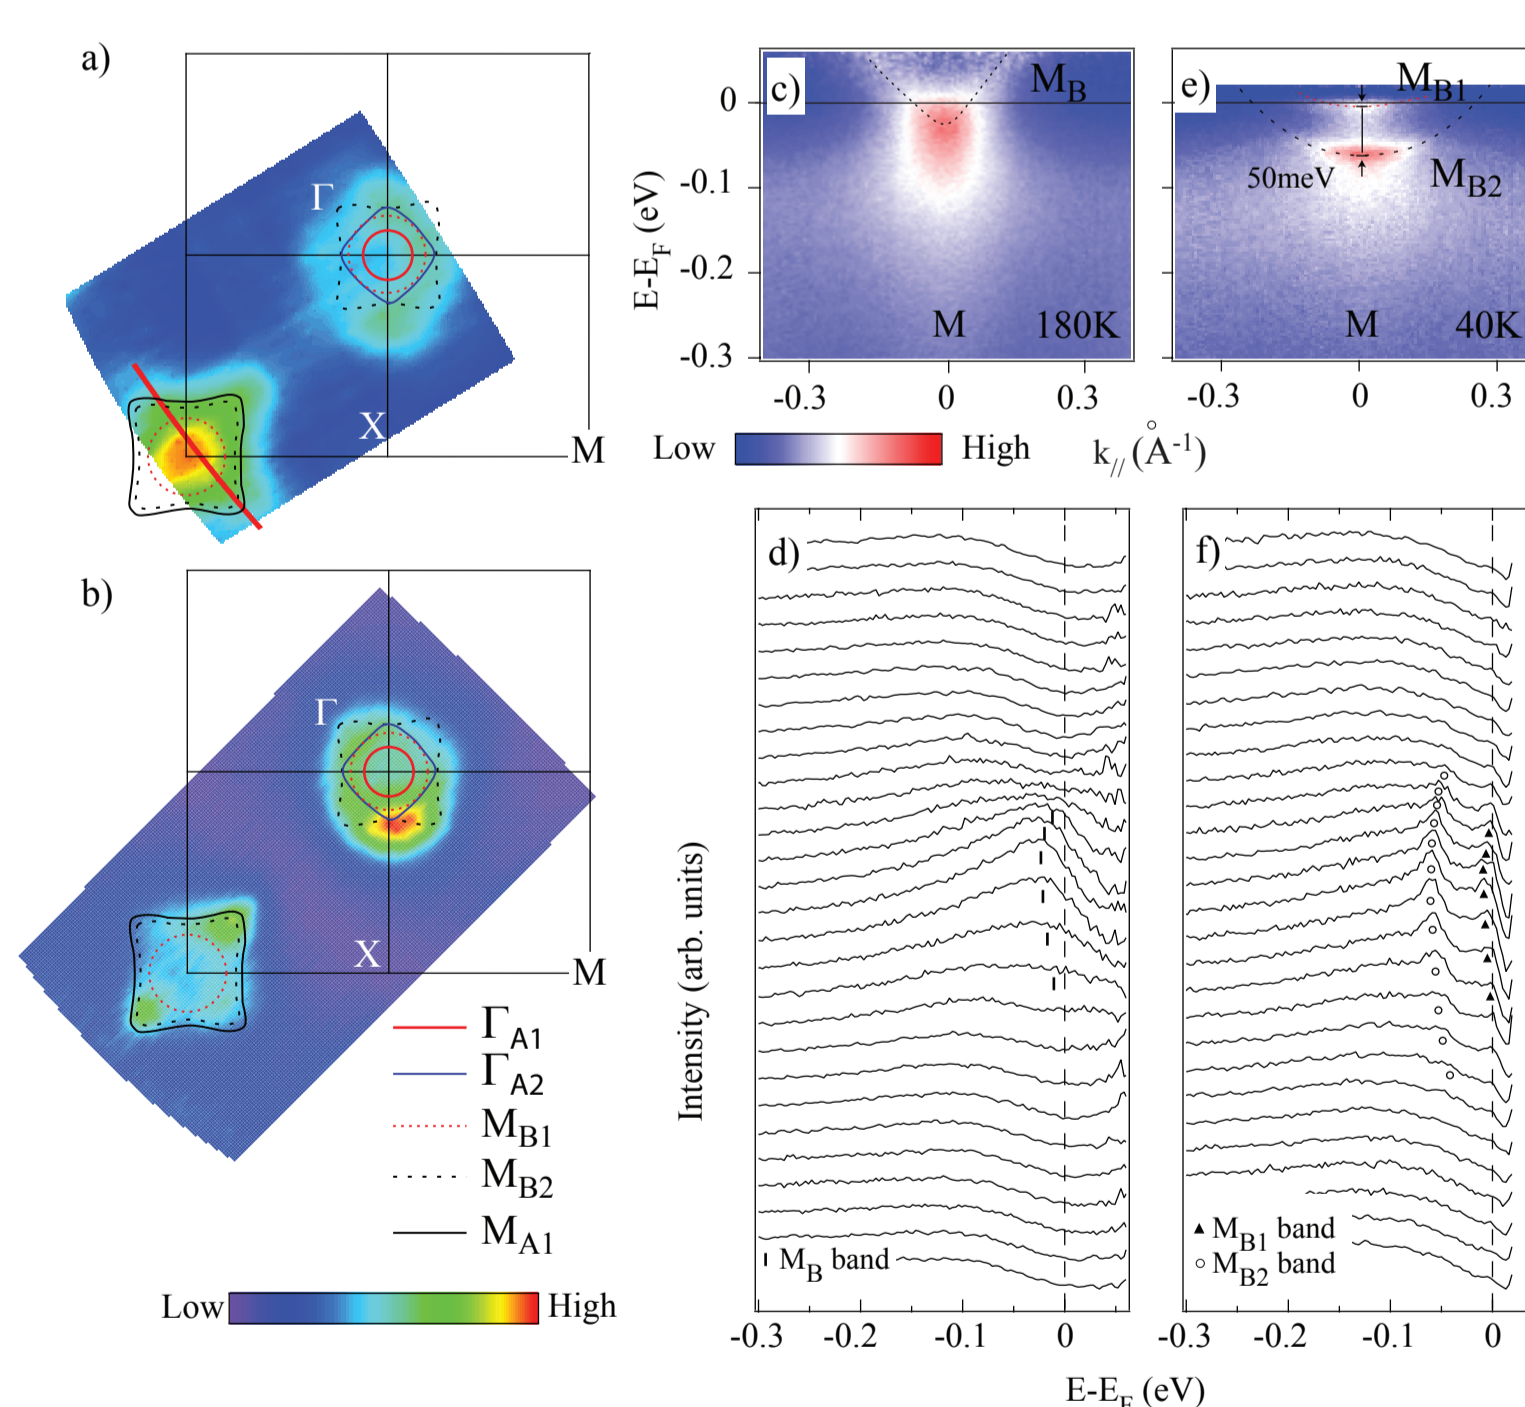 a)
Γ
X
M
b)
Γ
X
M
Γ_A1
Γ_A2
M_B1
M_B2
M_A1
Low High
c)
M_B
0
-0.1
-0.2
-0.3
E-E_F (eV)
M 180K
-0.3 0 0.3
e)
M_B1
50meV
M_B2
M 40K
-0.3 0 0.3
Low High
k_// (Å^-1)
d)
Intensity (arb. units)
M_B band
-0.3 -0.2 -0.1 0
f)
M_B1 band
M_B2 band
-0.3 -0.2 -0.1 0
E-E_F (eV)